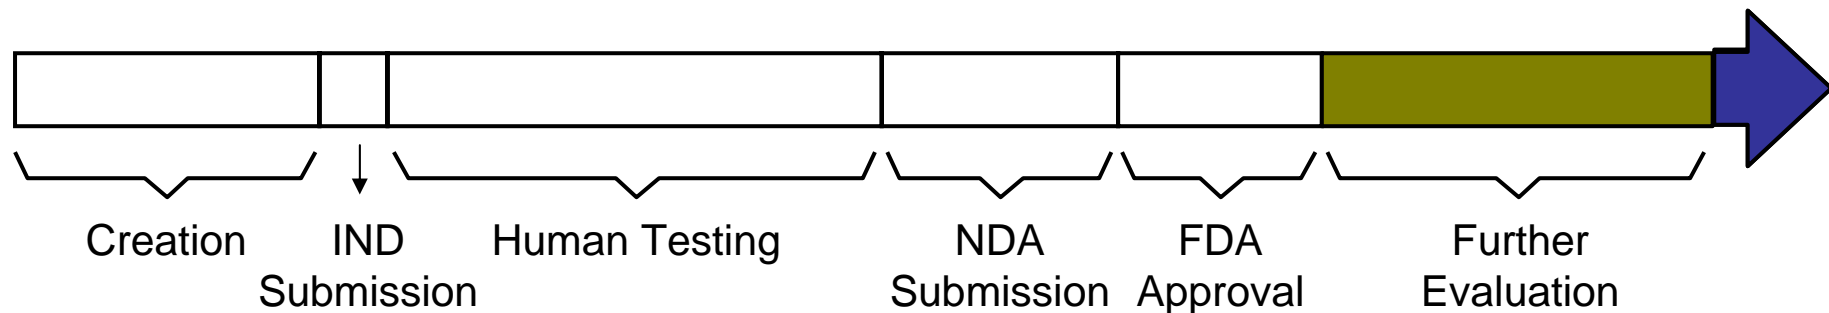 Creation
IND
Submission
Human Testing
NDA
Submission
FDA
Approval
Further
Evaluation